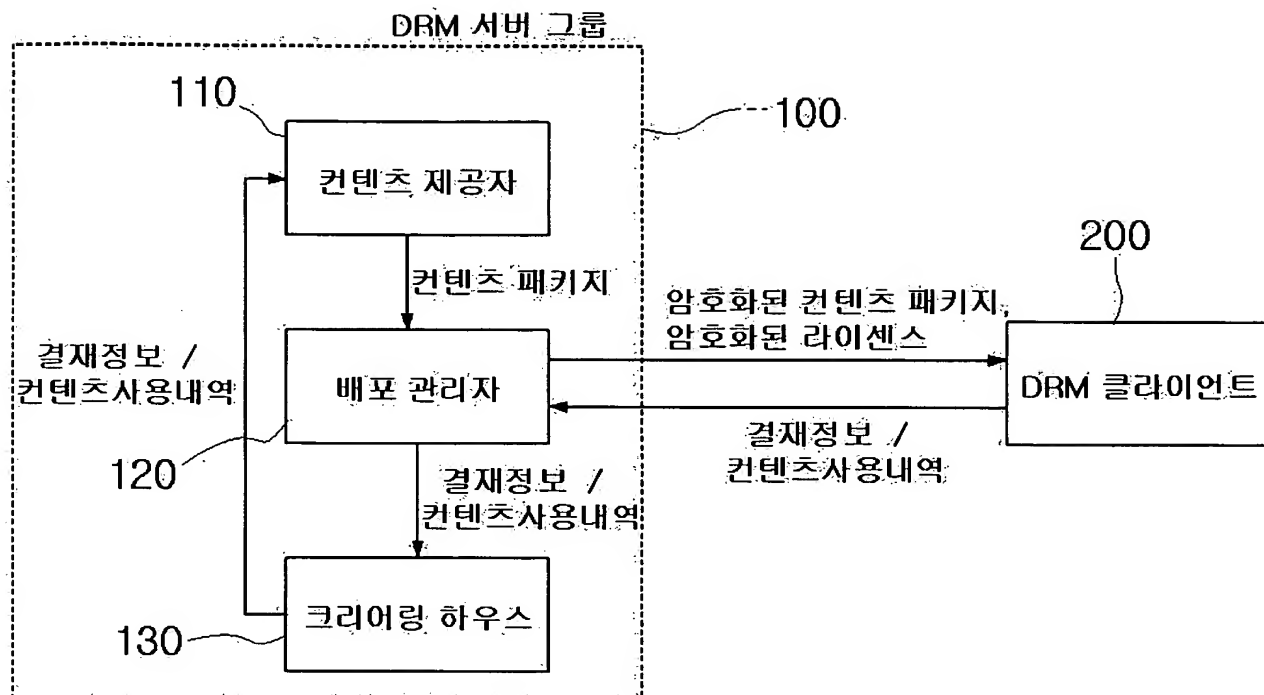 DRM 서버 그룹
110
100
컨텐츠 제공자
200
컨텐츠 패키지
암호화된 컨텐츠 패키지,
암호화된 라이센스
결재정보 /
컨텐츠사용내역
배포 관리자
DRM 클라이언트
결재정보 /
컨텐츠사용내역
120
결재정보 /
컨텐츠사용내역
크리어링 하우스
130